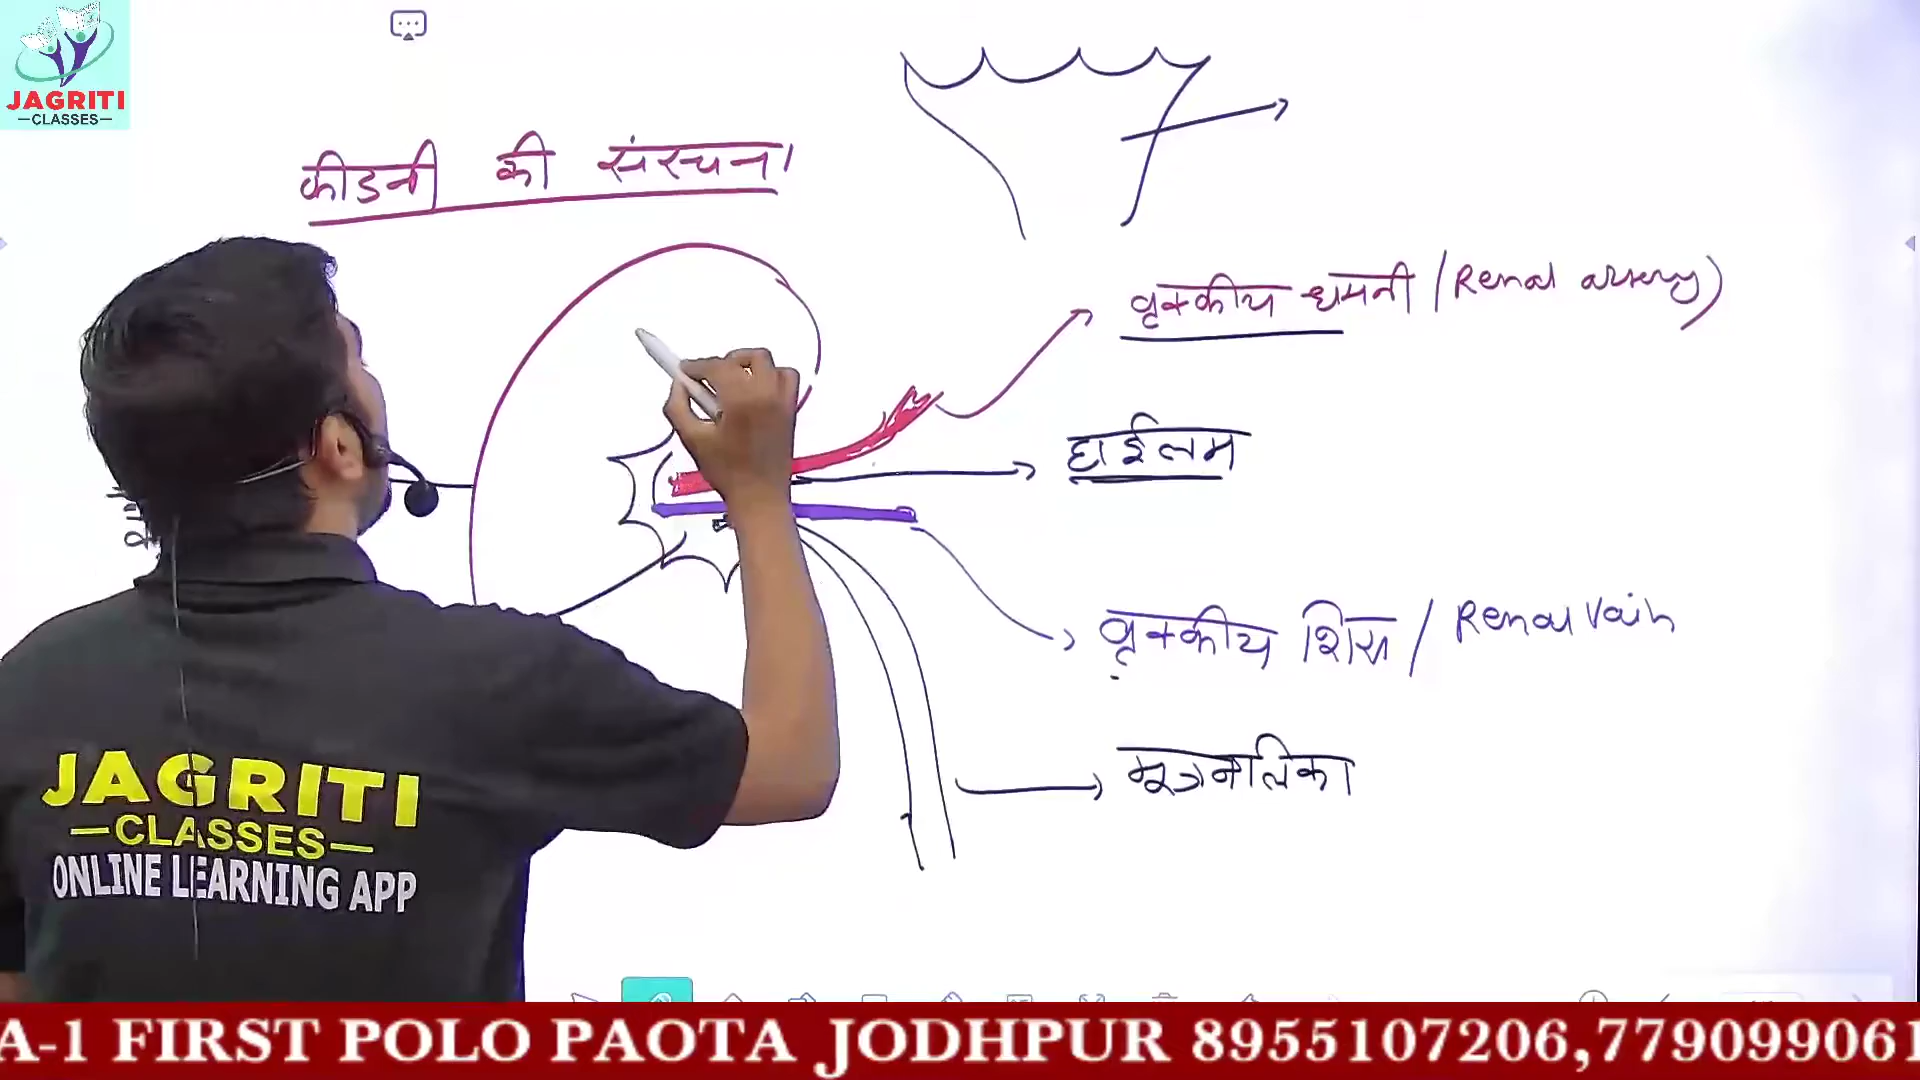 JAGRITI
CLASSES
कीडनी की संरचना
वृक्कीय धमनी / Renal artery)
हाईलम
वृक्कीय शिरा / Renal Vain
मूत्रनलिका
JAGRITI
CLASSES
ONLINE LEARNING APP
A-1 FIRST POLO PAOTA JODHPUR 8955107206,779099061